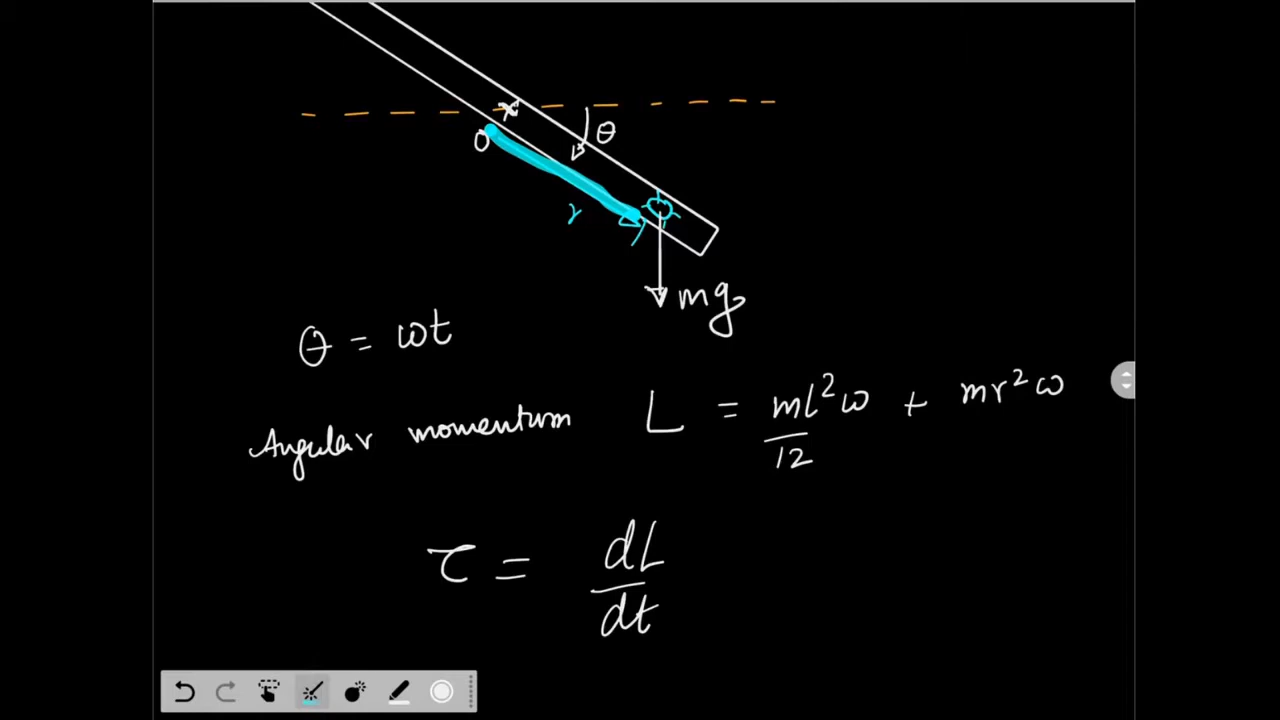 θ
O
r
mg
θ = ωt
Angular momentum L = ml²ω/12 + mr²ω
τ = dL/dt